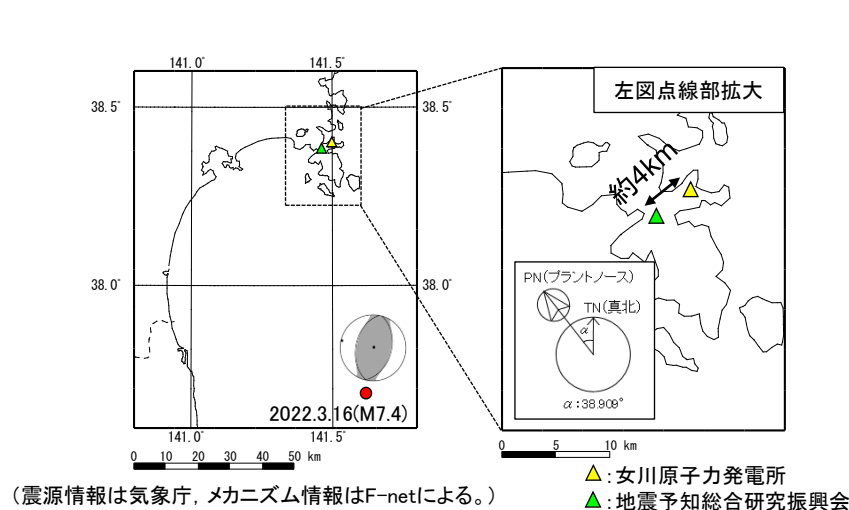 141.0°
141.5°
38.5°
38.5°
38.0°
38.0°
2022.3.16(M7.4)
141.0°
141.5°
0 10 20 30 40 50 km
左図点線部拡大
約4km
PN(プラントノース)
TN(真北)
α
α:38.909°
0 5 10 km
(震源情報は気象庁, メカニズム情報はF-netによる。)
:女川原子力発電所
:地震予知総合研究振興会